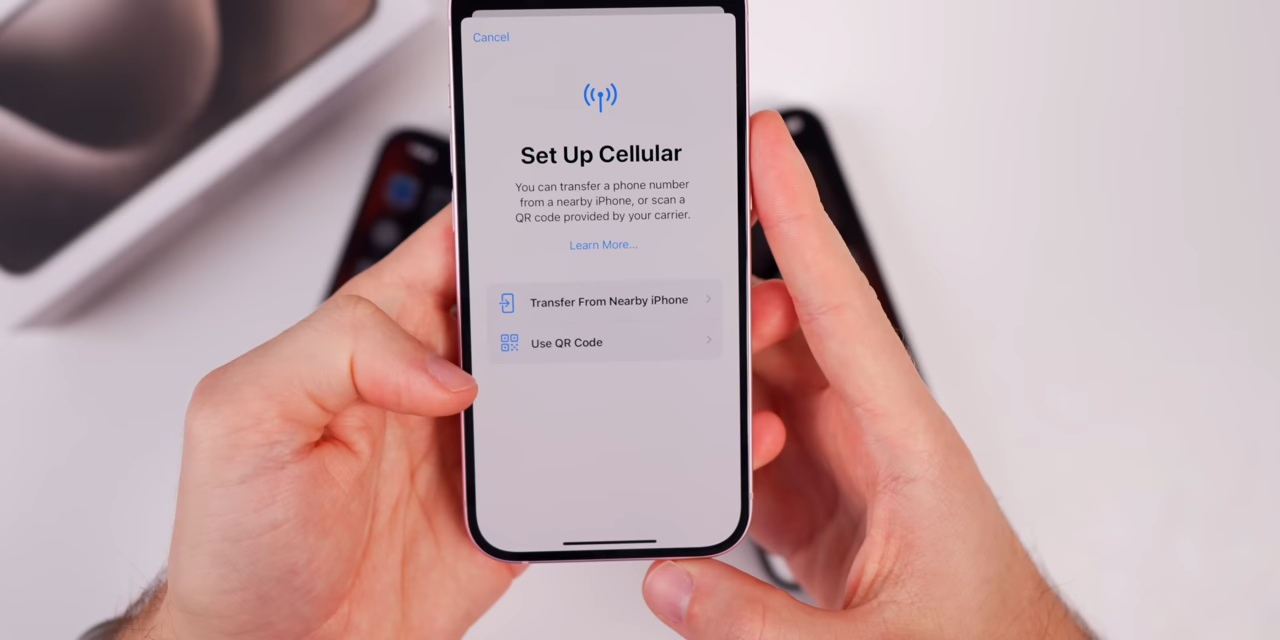 Cancel
Set Up Cellular
You can transfer a phone number
from a nearby iPhone, or scan a
QR code provided by your carrier.
Learn More...
Transfer From Nearby iPhone
Use QR Code